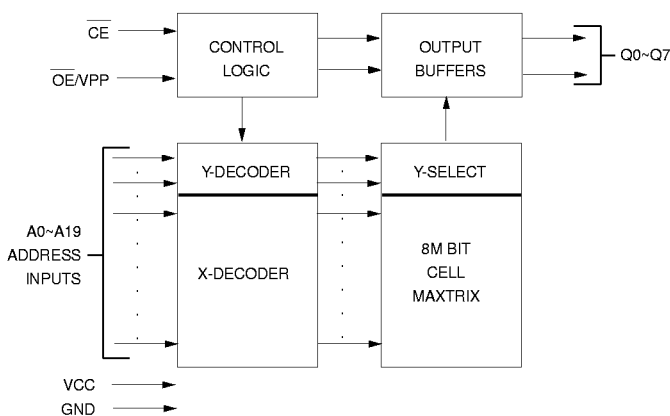 CE
OE/VPP
CONTROL
LOGIC
OUTPUT
BUFFERS
Q0~Q7
A0~A19
ADDRESS
INPUTS
Y-DECODER
X-DECODER
Y-SELECT
8M BIT
CELL
MAXTRIX
VCC
GND